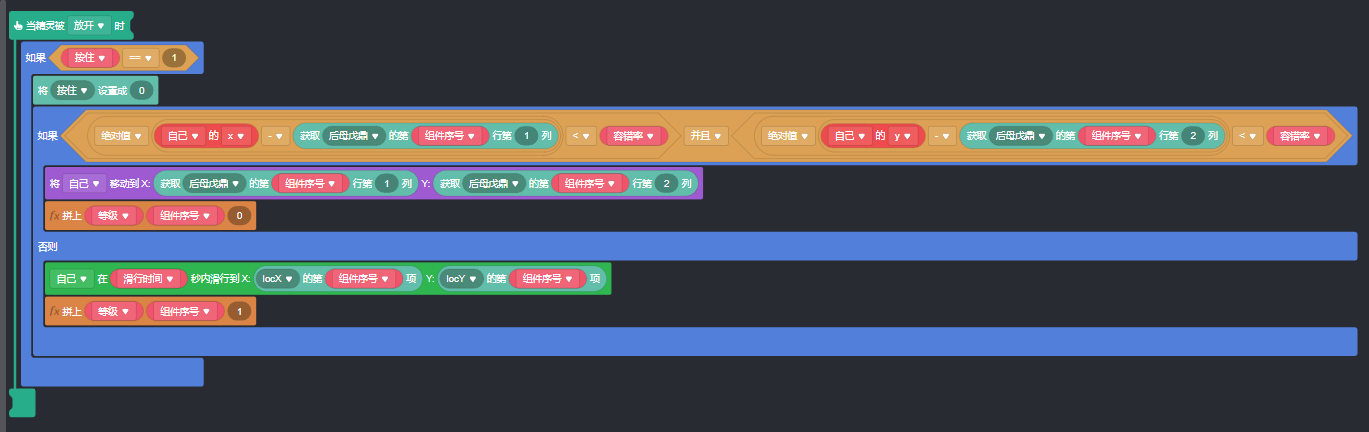 当精灵被 放开 时
如果 按住 == 1
将 按住 设置成 0
如果 绝对值 自己 的 x - 获取 后母戊鼎 的第 组件序号 行第 1 列 < 容错率 并且 绝对值 自己 的 y - 获取 后母戊鼎 的第 组件序号 行第 2 列 < 容错率
将 自己 移动到 X: 获取 后母戊鼎 的第 组件序号 行第 1 列 Y: 获取 后母戊鼎 的第 组件序号 行第 2 列
fx 拼上 等级 组件序号 0
否则
自己 在 滑行时间 秒内滑行到 X: locX 的第 组件序号 项 Y: locY 的第 组件序号 项
fx 拼上 等级 组件序号 1